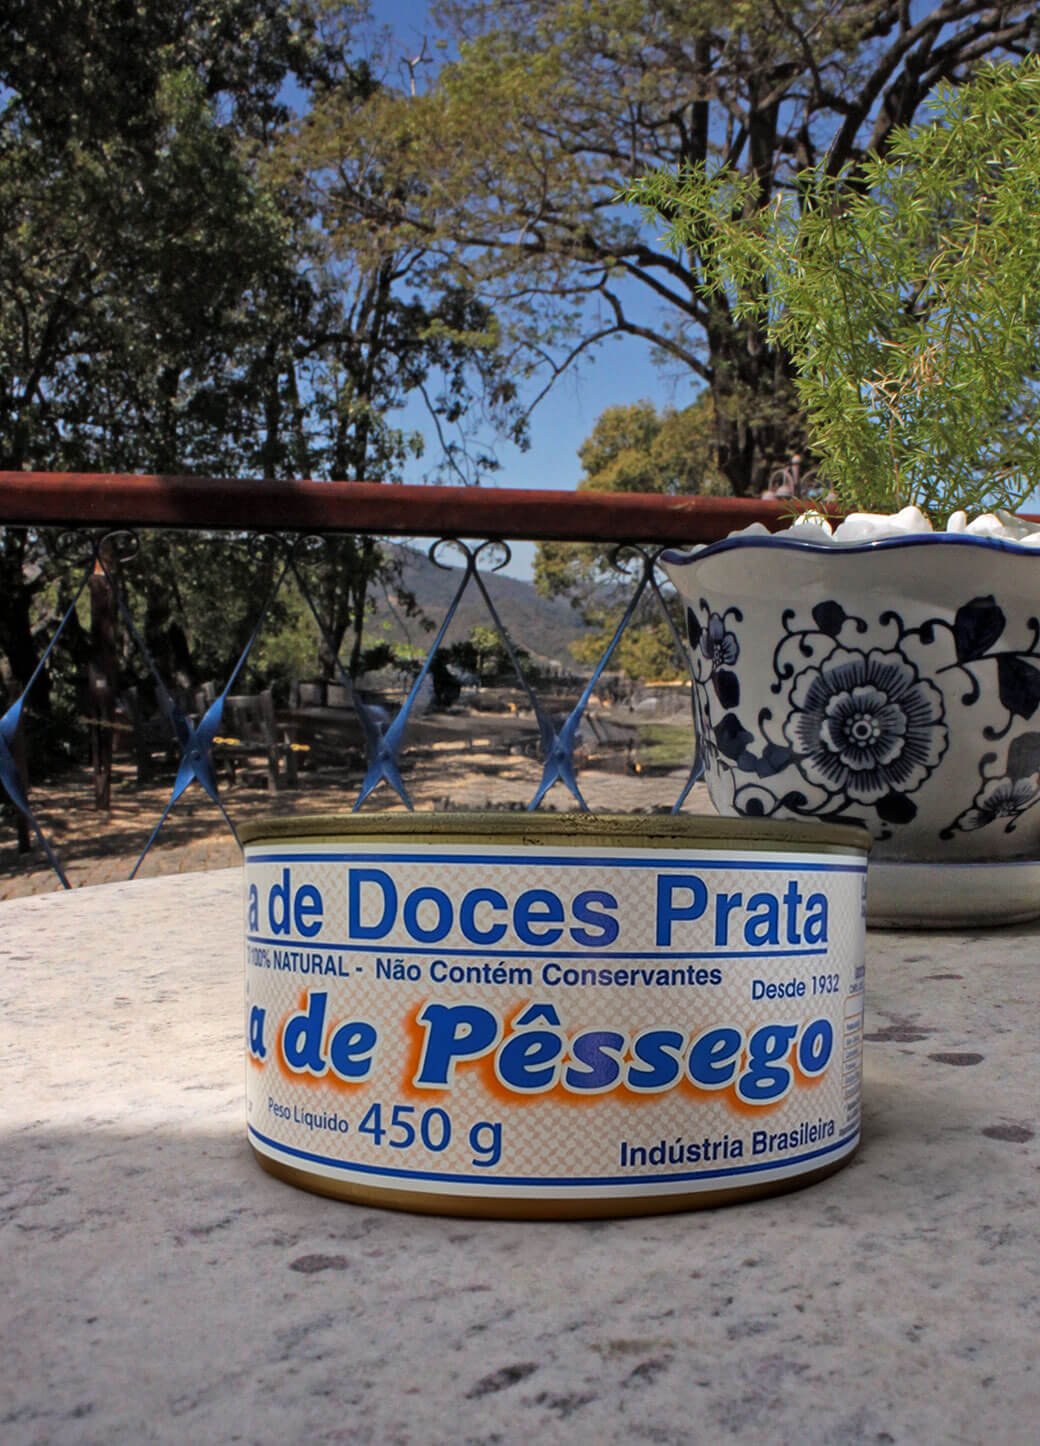 a de Doces Prata
100% NATURAL - Não Contém Conservantes
Desde 1932
a de Pêssego
Peso Líquido 450 g
Indústria Brasileira